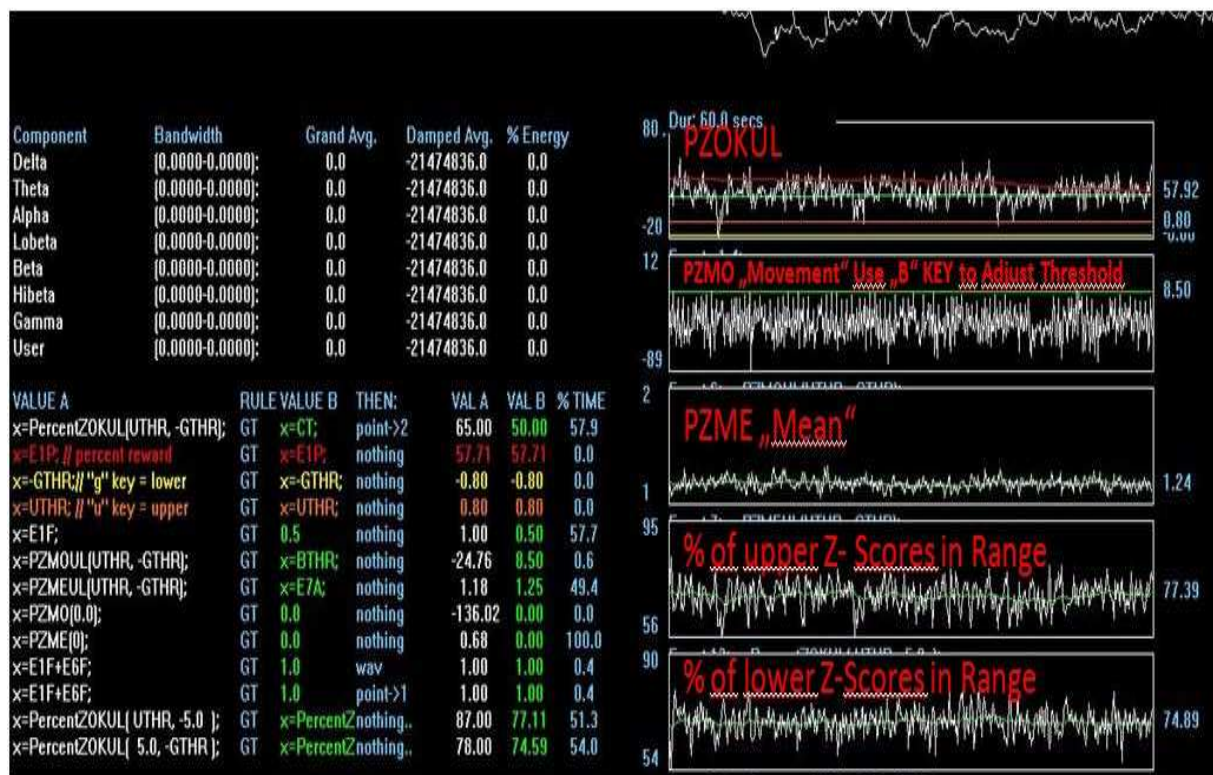 Component Bandwidth Grand Avg. Damped Avg. % Energy
Delta (0.0000-0.0000): 0.0 -21474836.0 0.0
Theta (0.0000-0.0000): 0.0 -21474836.0 0.0
Alpha (0.0000-0.0000): 0.0 -21474836.0 0.0
Lobeta (0.0000-0.0000): 0.0 -21474836.0 0.0
Beta (0.0000-0.0000): 0.0 -21474836.0 0.0
Hibeta (0.0000-0.0000): 0.0 -21474836.0 0.0
Gamma (0.0000-0.0000): 0.0 -21474836.0 0.0
User (0.0000-0.0000): 0.0 -21474836.0 0.0
VALUE A RULE VALUE B THEN: VAL A VAL B % TIME
x=PercentZOKUL(UTHR, -GTHR); GT x=CT; point->2 65.00 50.00 57.9
x=E1P; // percent reward GT x=E1P; nothing 57.71 57.71 0.0
x=-GTHR;// "g" key = lower GT x=-GTHR; nothing -0.80 -0.80 0.0
x=UTHR; // "u" key = upper GT x=UTHR; nothing 0.80 0.80 0.0
x=E1F; GT 0.5 nothing 1.00 0.50 57.7
x=PZMOUL(UTHR, -GTHR); GT x=BTHR; nothing -24.76 8.50 0.6
x=PZMEUL(UTHR, -GTHR); GT x=E7A; nothing 1.18 1.25 49.4
x=PZMO(0.0); GT 0.0 nothing -136.02 0.00 0.0
x=PZME(0); GT 0.0 nothing 0.68 0.00 100.0
x=E1F+E6F; GT 1.0 wav 1.00 1.00 0.4
x=E1F+E6F; GT 1.0 point->1 1.00 1.00 0.4
x=PercentZOKUL( UTHR, -5.0 ); GT x=PercentZnothing.. 87.00 77.11 51.3
x=PercentZOKUL( 5.0, -GTHR ); GT x=PercentZnothing.. 78.00 74.59 54.0
Dur: 60.0 secs
80
PZOKUL
57.92
0.80
-20
12
PZMO „Movement“ Use „B“ KEY to Adjust Threshold
8.50
-89
2
PZME „Mean“
1.24
1
95
% of upper Z- Scores in Range
77.39
56
90
% of lower Z-Scores in Range
74.89
54